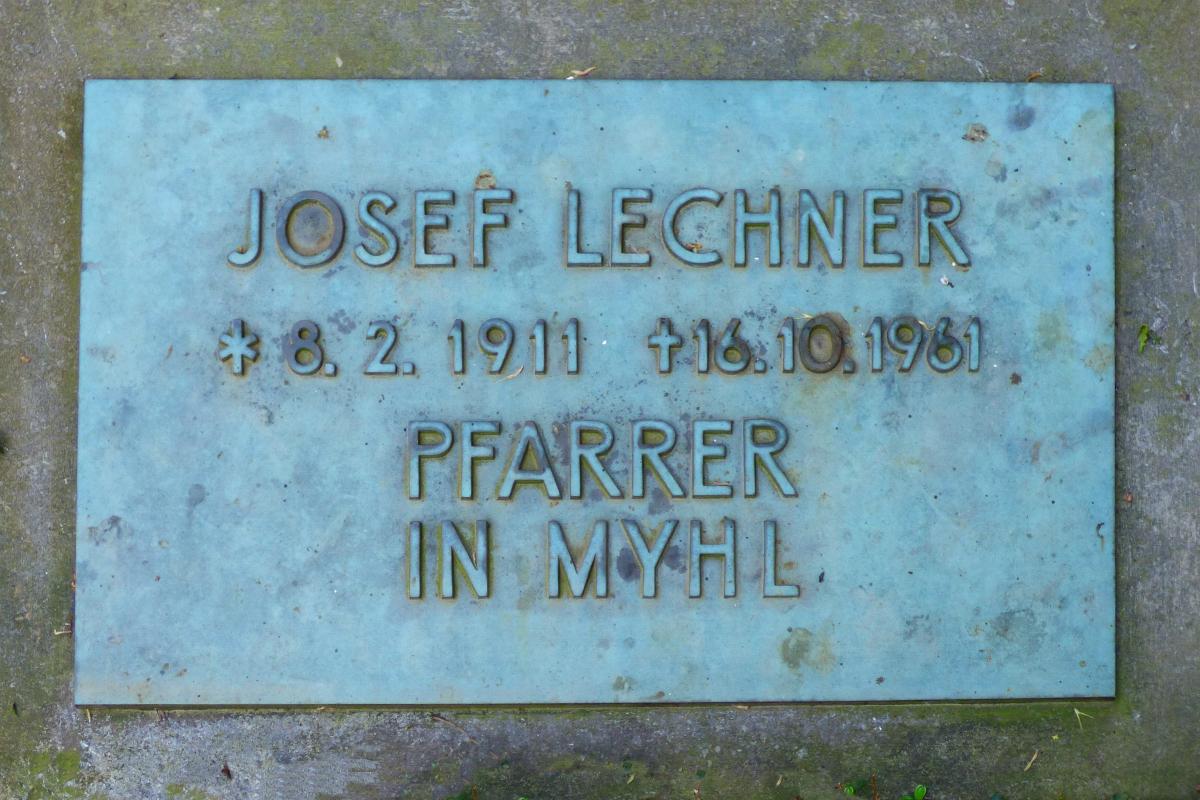 JOSEF LECHNER
* 8. 2. 1911 † 16.10.1961
PFARRER
IN MYHL